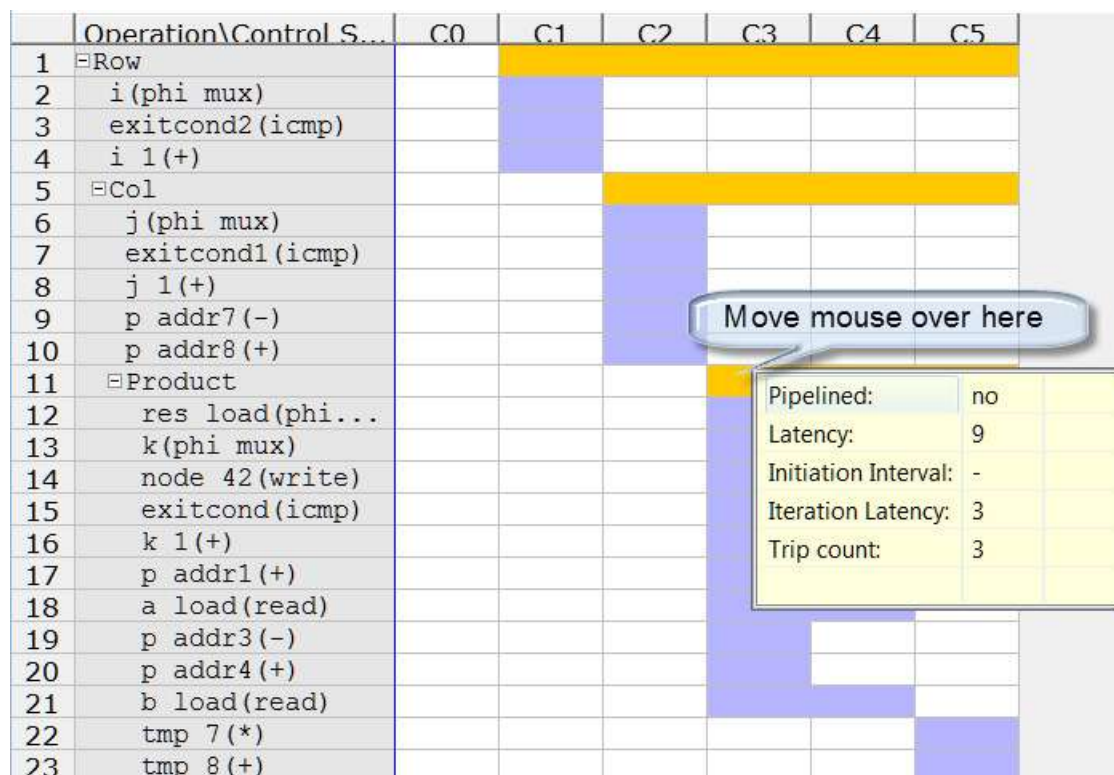 Operation\Control S... C0 C1 C2 C3 C4 C5
1 Row
2 i(phi mux)
3 exitcond2(icmp)
4 i 1(+)
5 Col
6 j(phi mux)
7 exitcond1(icmp)
8 j 1(+)
9 p addr7(-)
Move mouse over here
10 p addr8(+)
11 Product
12 res load(phi...
13 k(phi mux)
14 node 42(write)
15 exitcond(icmp)
16 k 1(+)
17 p addr1(+)
18 a load(read)
19 p addr3(-)
20 p addr4(+)
21 b load(read)
22 tmp 7(*)
23 tmp 8(+)
Pipelined: no
Latency: 9
Initiation Interval: -
Iteration Latency: 3
Trip count: 3